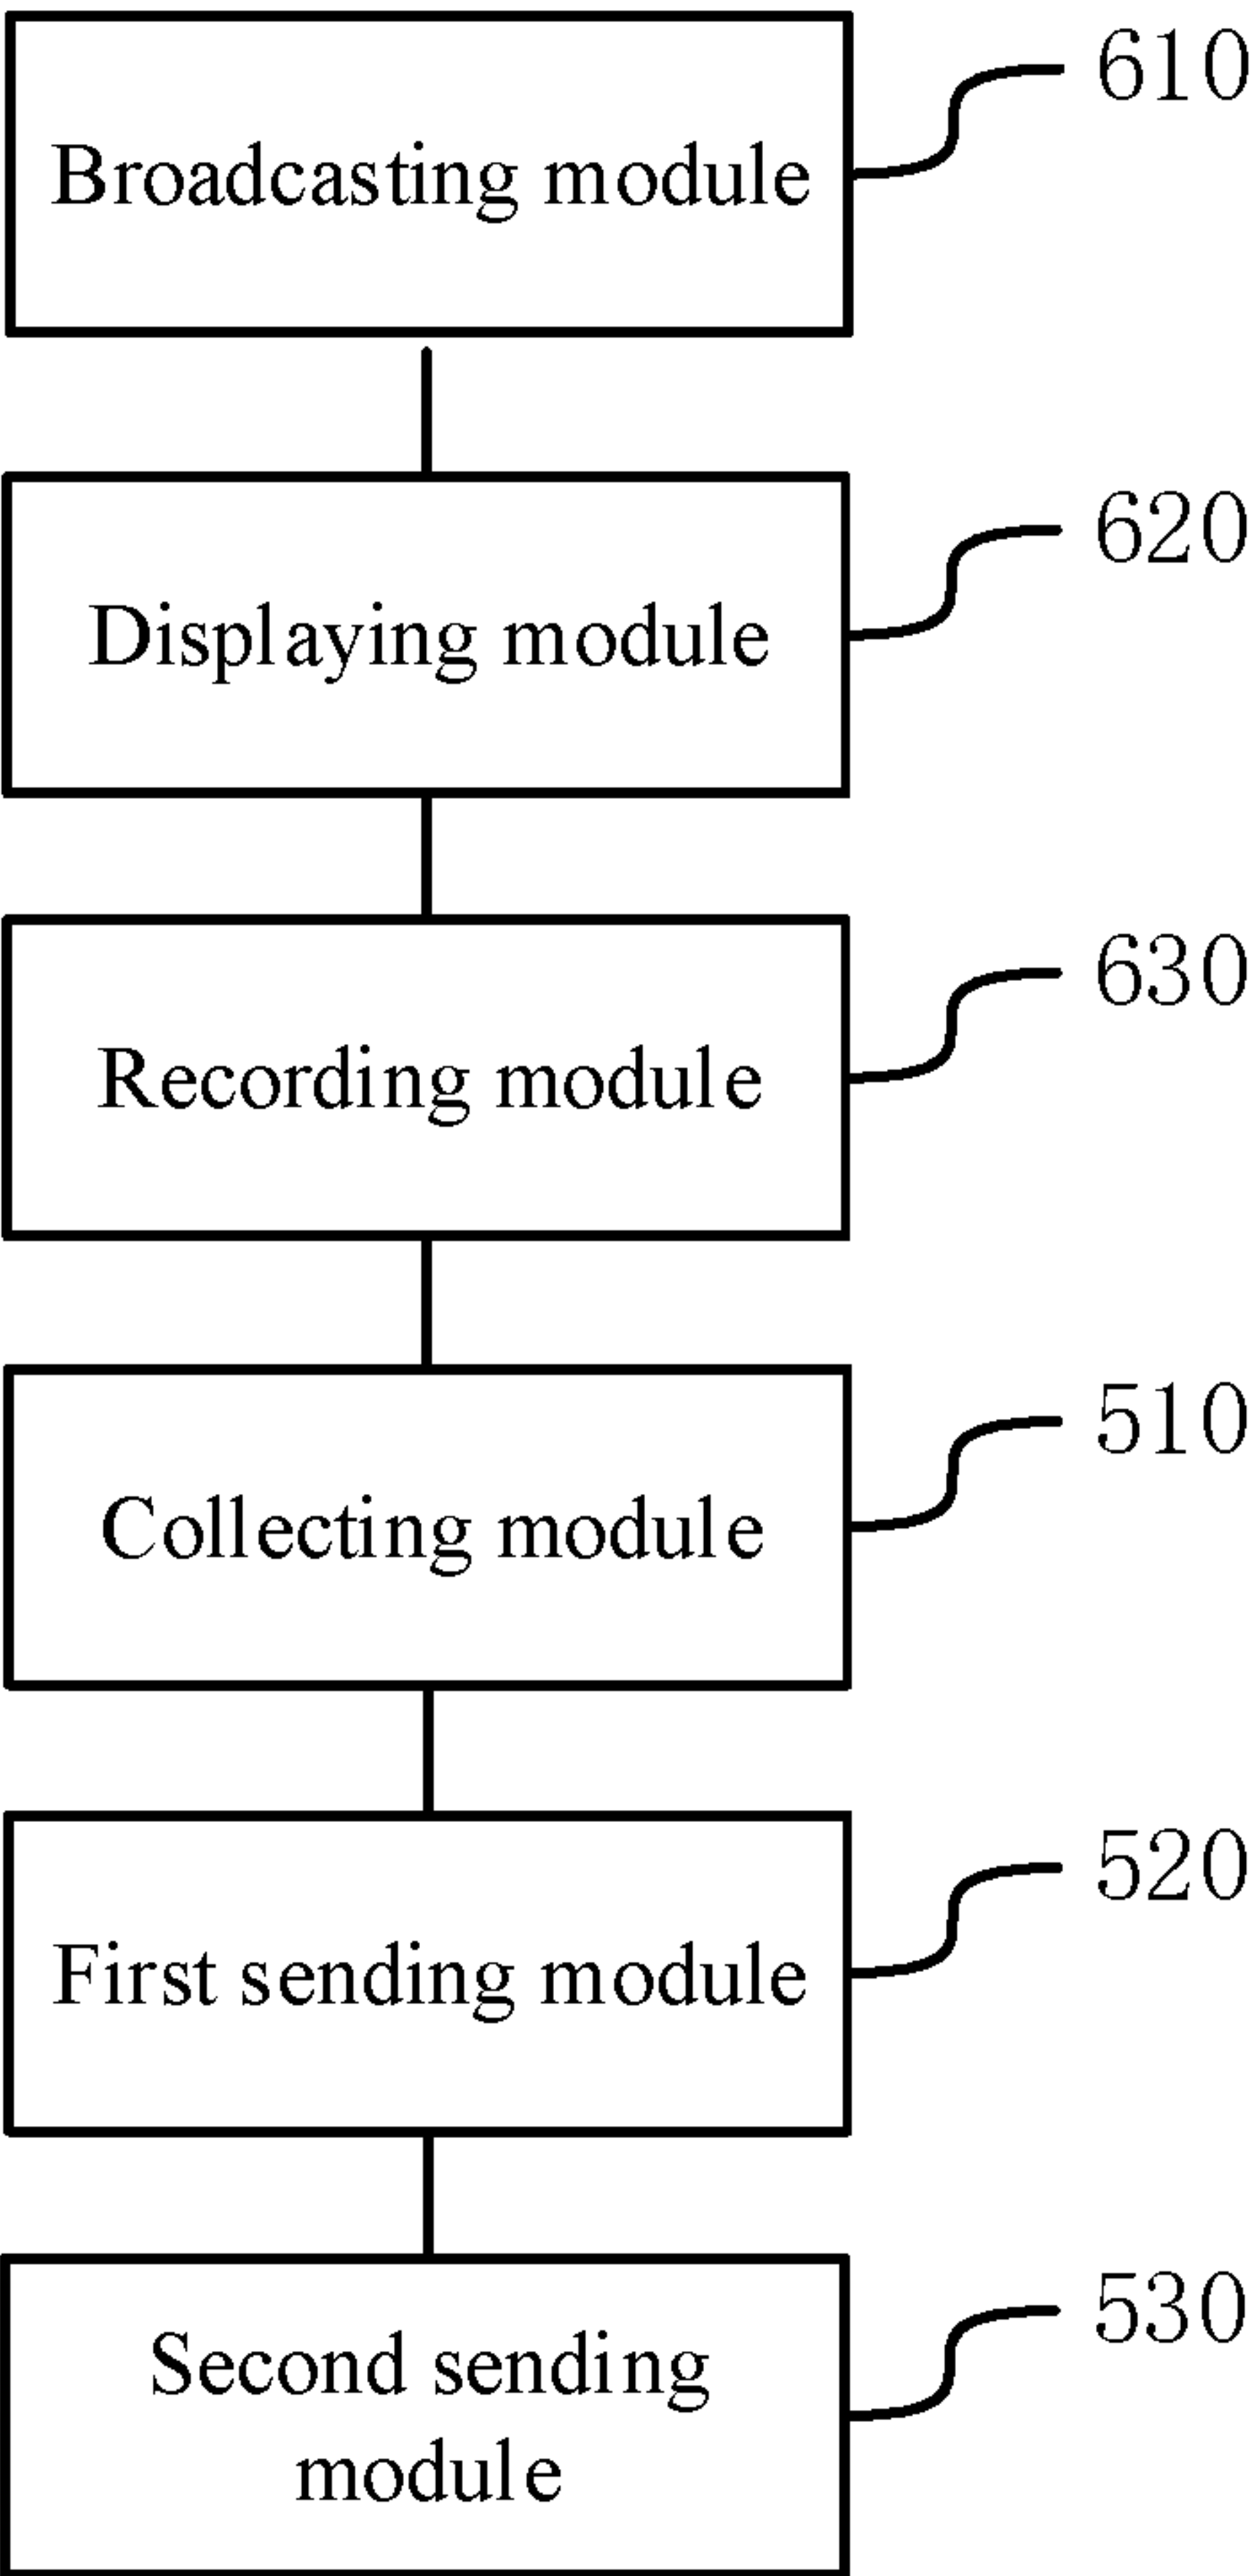 Broadcasting module
610
Displaying module
620
Recording module
630
Collecting module
510
First sending module
520
Second sending
module
530